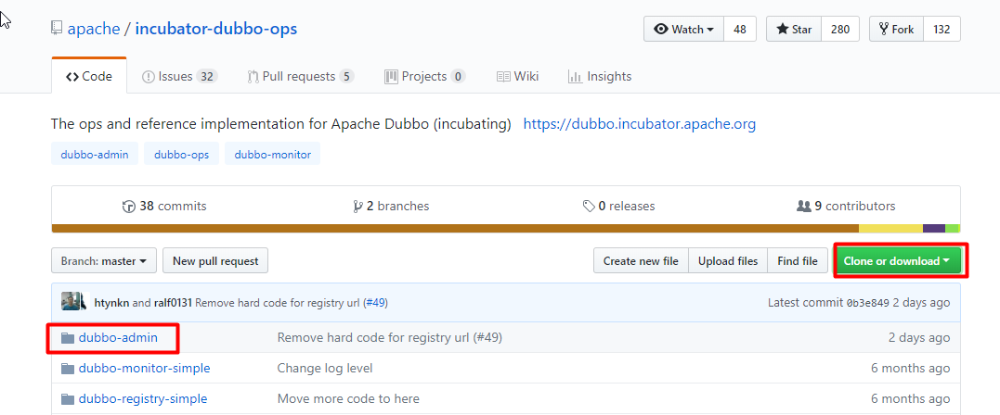 apache / incubator-dubbo-ops Watch 48 Star 280 Fork 132
Code Issues 32 Pull requests 5 Projects 0 Wiki Insights
The ops and reference implementation for Apache Dubbo (incubating) https://dubbo.incubator.apache.org
dubbo-admin dubbo-ops dubbo-monitor
38 commits 2 branches 0 releases 9 contributors
Branch: master New pull request Create new file Upload files Find file Clone or download
htynkn and ralf0131 Remove hard code for registry url (#49) Latest commit 0b3e849 2 days ago
dubbo-admin Remove hard code for registry url (#49) 2 days ago
dubbo-monitor-simple Change log level 6 months ago
dubbo-registry-simple Move more code to here 6 months ago